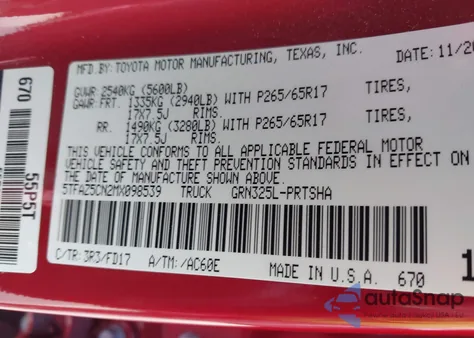 MFD.BY:TOYOTA MOTOR MANUFACTURING, TEXAS, INC. DATE:11/20
GVWR 2540KG (5600LB)
GAWR:FRT. 1335KG (2940LB) WITH P265/65R17 TIRES,
17X7.5J RIMS.
RR. 1490KG (3280LB) WITH P265/65R17 TIRES,
17X7.5J RIMS.
THIS VEHICLE CONFORMS TO ALL APPLICABLE FEDERAL MOTOR
VEHICLE SAFETY AND THEFT PREVENTION STANDARDS IN EFFECT ON
THE DATE OF MANUFACTURE SHOWN ABOVE.
5TFAZ5CN2MX090539 TRUCK GRN325L-PRTSHA
C/TR: 3R3/FD17 A/TM: /AC60E
MADE IN U.S.A. 670
670
55P5T
autoSnap